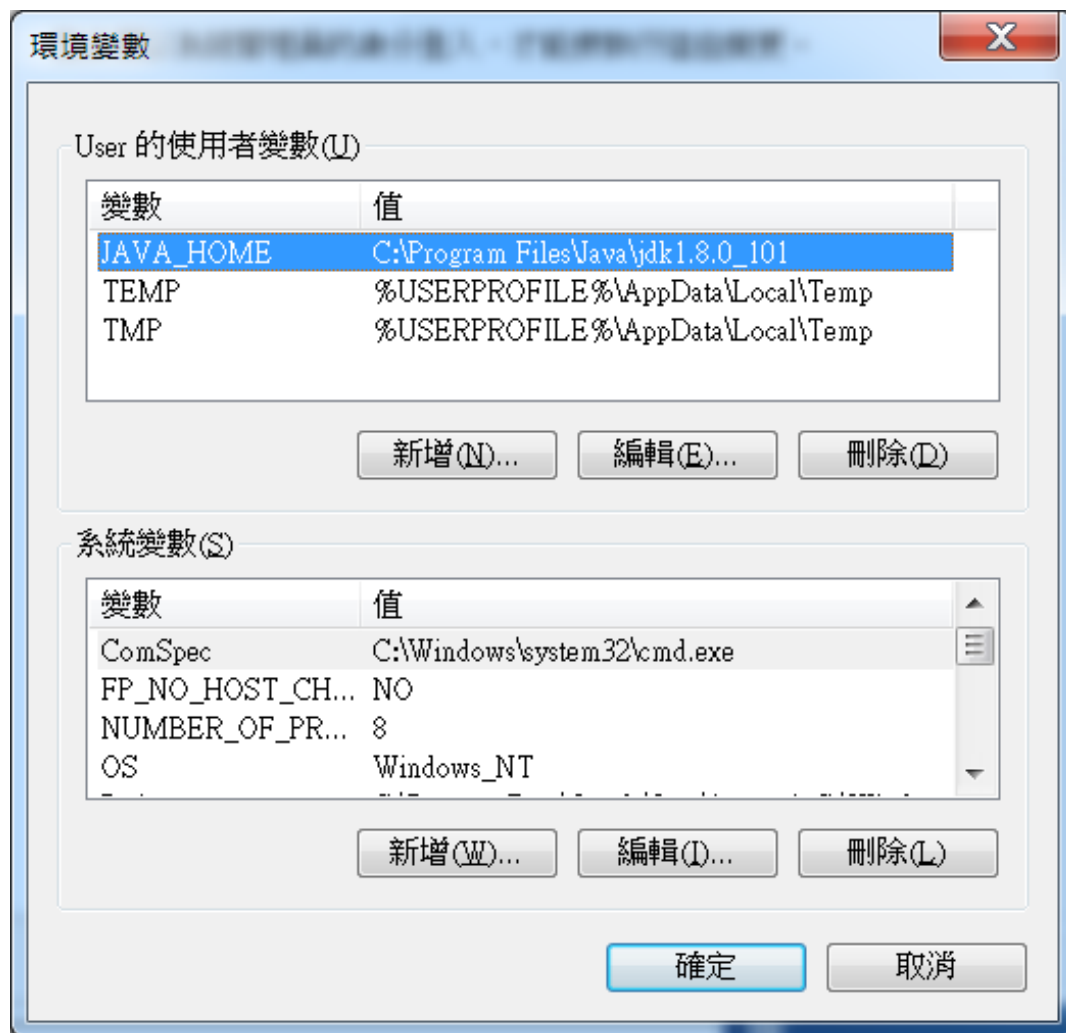 環境變數
User 的使用者變數(U)
變數 值
JAVA_HOME C:\Program Files\Java\jdk1.8.0_101
TEMP %USERPROFILE%\AppData\Local\Temp
TMP %USERPROFILE%\AppData\Local\Temp
新增(N)... 編輯(E)... 刪除(D)
系統變數(S)
變數 值
ComSpec C:\Windows\system32\cmd.exe
FP_NO_HOST_CH... NO
NUMBER_OF_PR... 8
OS Windows_NT
新增(W)... 編輯(I)... 刪除(L)
確定 取消